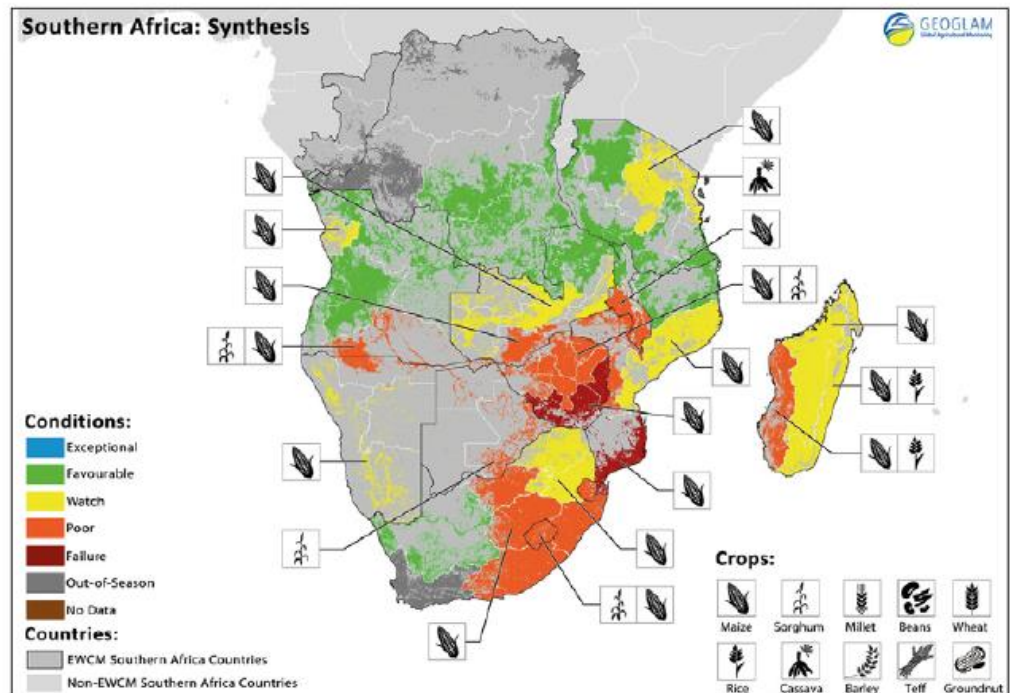 Southern Africa: Synthesis
GEOGLAM
Global Agricultural Monitoring
Conditions:
Exceptional
Favourable
Watch
Poor
Failure
Out-of-Season
No Data
Countries:
EWCM Southern Africa Countries
Non-EWCM Southern Africa Countries
Crops:
Maize Sorghum Millet Beans Wheat
Rice Cassava Barley Teff Groundnut